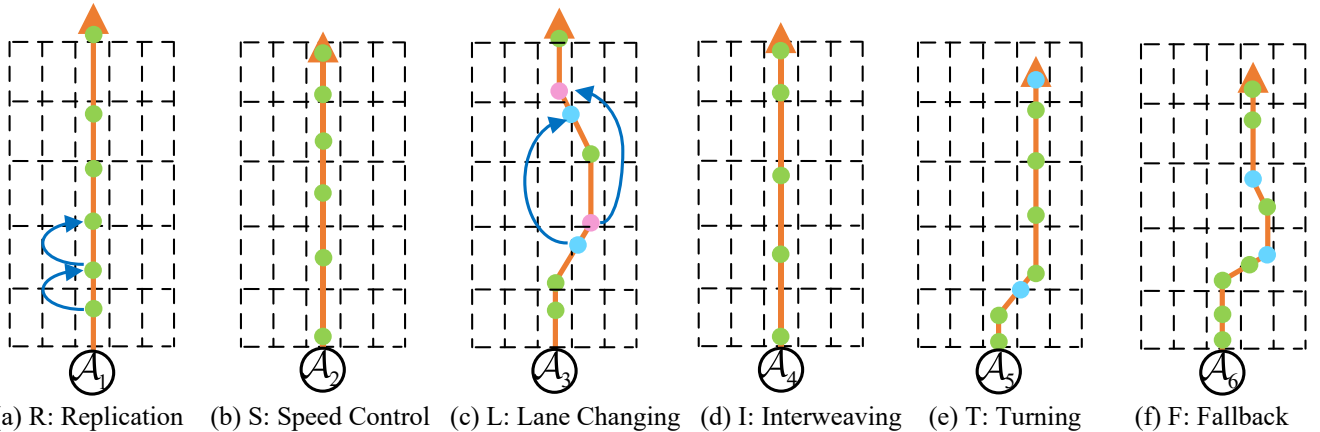 𝒜1 𝒜2 𝒜3 𝒜4 𝒜5 𝒜6
a) R: Replication (b) S: Speed Control (c) L: Lane Changing (d) I: Interweaving (e) T: Turning (f) F: Fallback